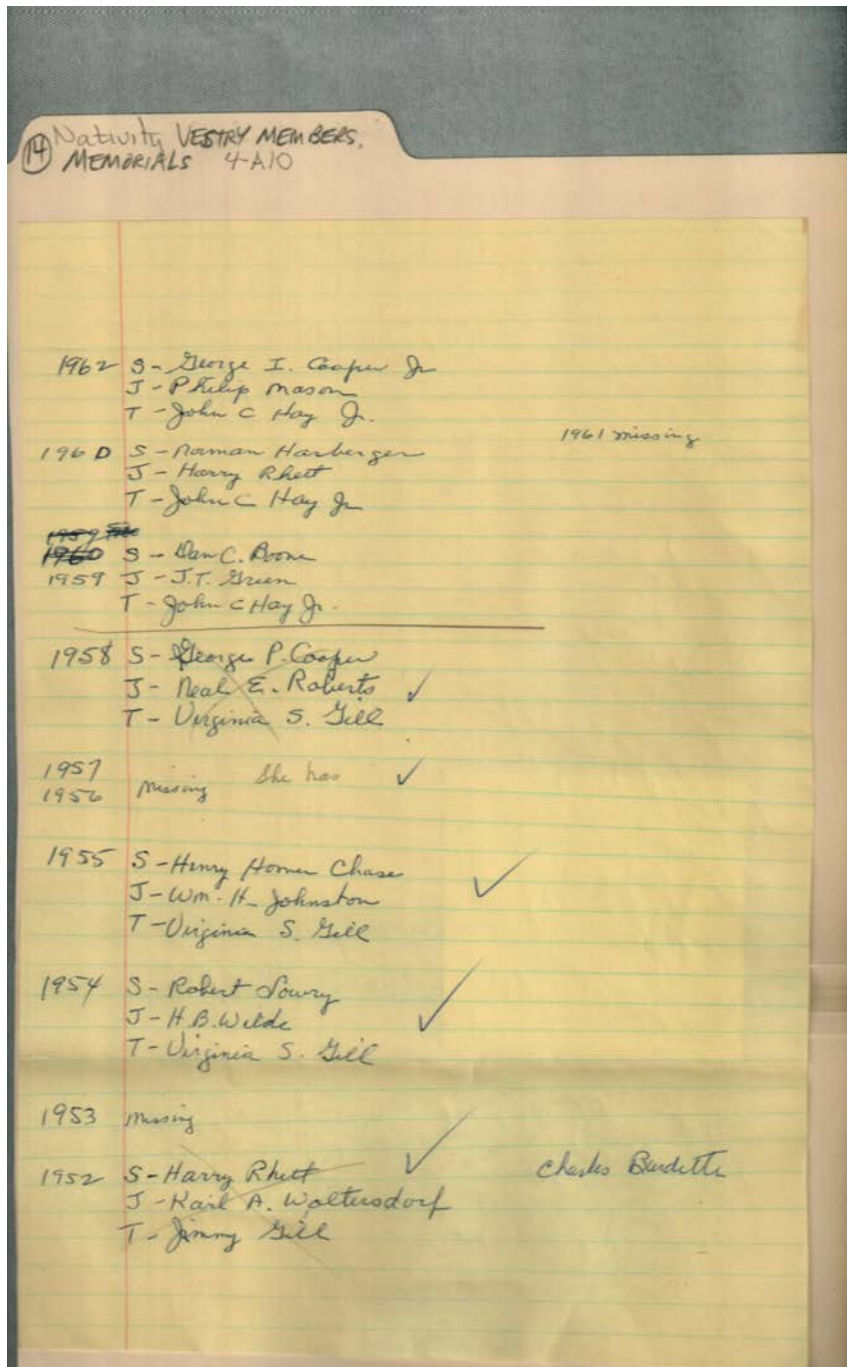 14 Nativity VESTRY MEMBERS,
MEMORIALS 4-A10
1962 S - George I. Cooper Jr
J - Philip Mason
T - John C Hay Jr.
1961 missing
1960 S - Norman Harberger
J - Harry Rhett
T - John C Hay Jr
1959
1960 S - Dan C. Boone
1959 J - J.T. Green
T - John C Hay Jr.
1958 S - George P. Cooper
J - Neal E. Roberts ✓
T - Virginia S. Gill
1957 She has ✓
1956 missing
1955 S - Henry Homer Chase
J - Wm. H. Johnston ✓
T - Virginia S. Gill
1954 S - Robert Lowry
J - H.B. Wilde ✓
T - Virginia S. Gill
1953 missing
1952 S - Harry Rhett ✓ Charles Burdette
J - Karl A. Woltersdorf
T - Jimmy Gill